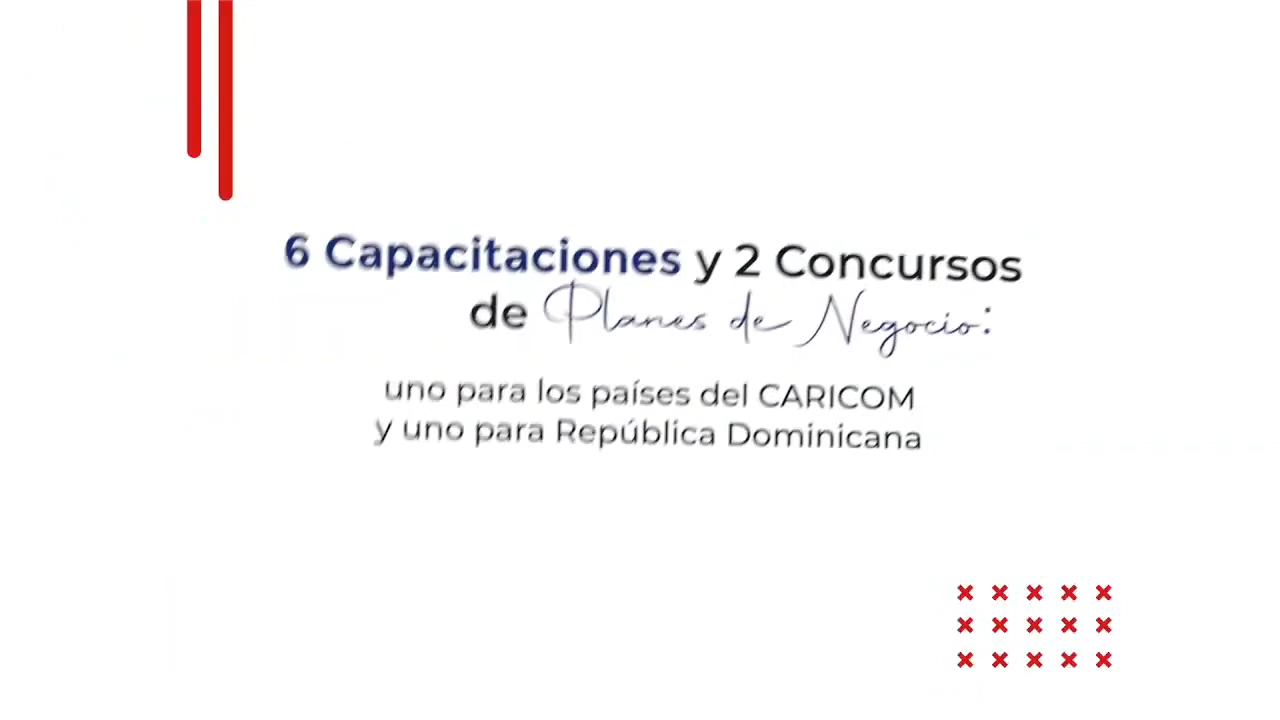 6 Capacitaciones y 2 Concursos
de Planes de Negocio:
uno para los países del CARICOM
y uno para República Dominicana